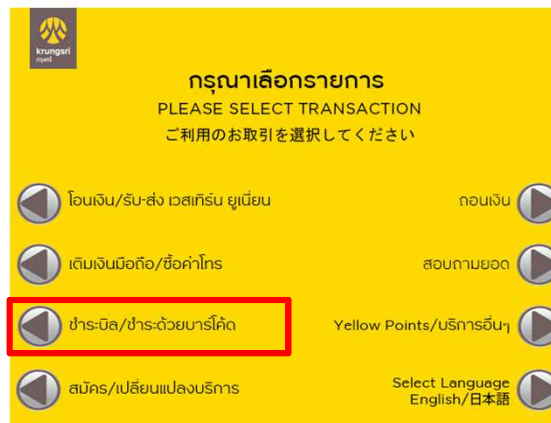 krungsri
กรุงศรี
กรุณาเลือกรายการ
PLEASE SELECT TRANSACTION
ご利用のお取引を選択してください
โอนเงิน/รับ-ส่ง เวสเทิร์น ยูเนี่ยน
ถอนเงิน
เติมเงินมือถือ/ซื้อค่าโทร
สอบถามยอด
ชำระบิล/ชำระด้วยบาร์โค้ด
Yellow Points/บริการอื่นๆ
สมัคร/เปลี่ยนแปลงบริการ
Select Language
English/日本語